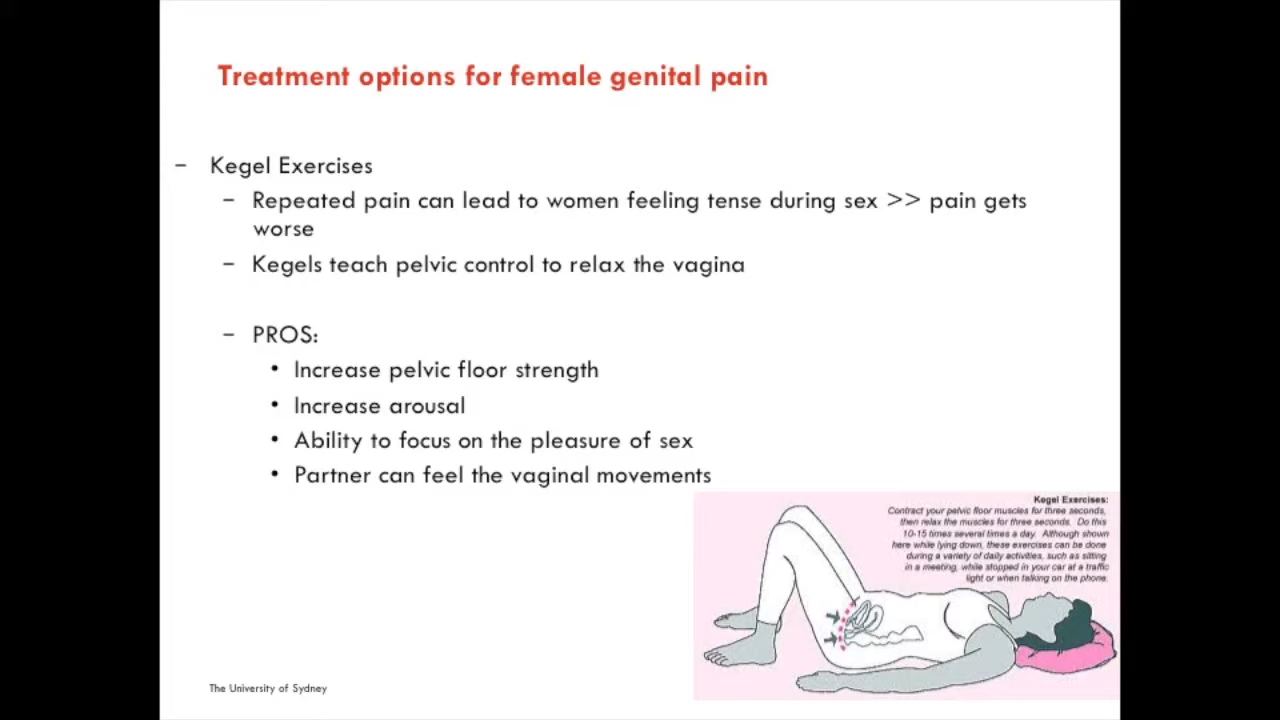 Treatment options for female genital pain
– Kegel Exercises
– Repeated pain can lead to women feeling tense during sex >> pain gets
worse
– Kegels teach pelvic control to relax the vagina
– PROS:
• Increase pelvic floor strength
• Increase arousal
• Ability to focus on the pleasure of sex
• Partner can feel the vaginal movements
Kegel Exercises:
Contract your pelvic floor muscles for three seconds,
then relax the muscles for three seconds. Do this
10-15 times several times a day. Although shown
here while lying down, these exercises can be done
during a variety of daily activities, such as sitting
in a meeting, while stopped in your car at a traffic
light or when talking on the phone.
The University of Sydney